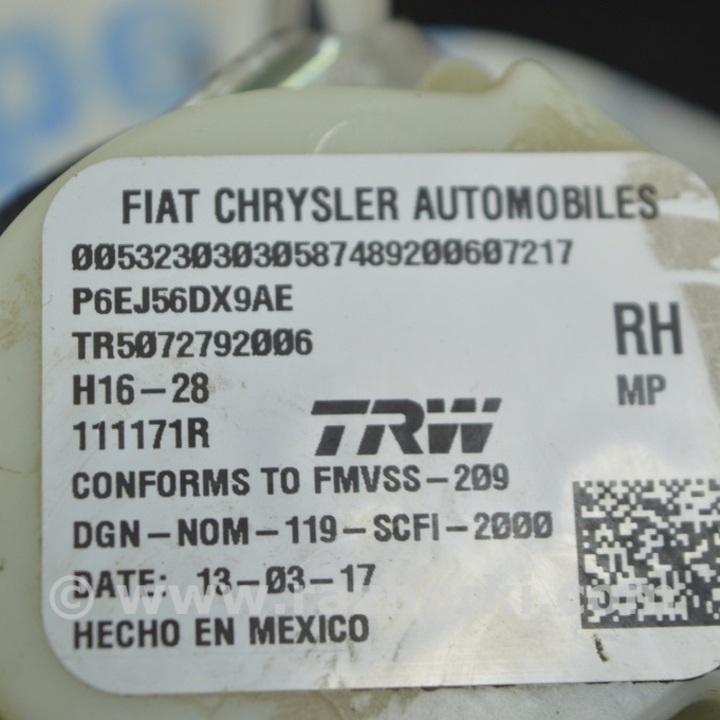 FIAT CHRYSLER AUTOMOBILES
00532303030587489200607217
P6EJ56DX9AE
TR5072792006
RH
H16-28
MP
111171R
TRW
CONFORMS TO FMVSS-209
DGN-NOM-119-SCFI-2000
DATE: 13-03-17
HECHO EN MEXICO